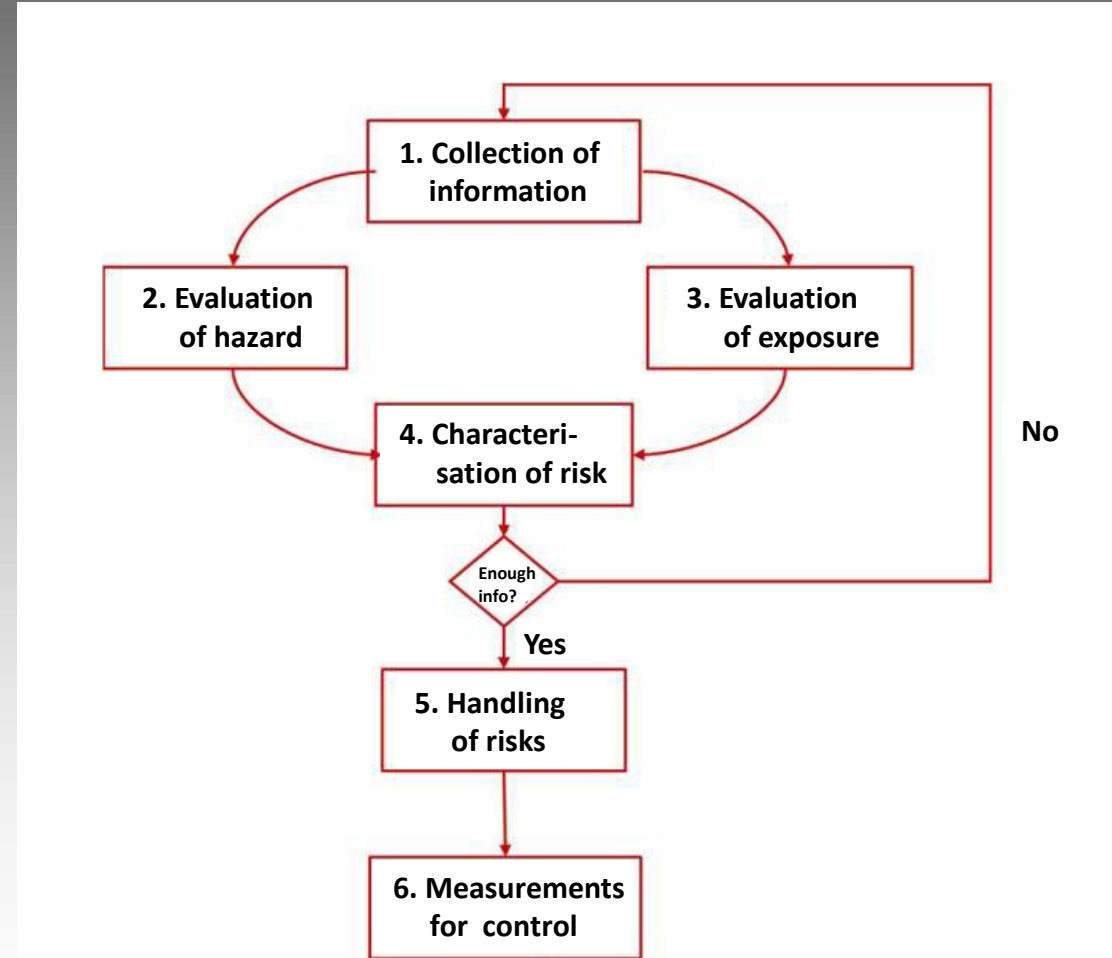 1. Collection of
information
2. Evaluation
of hazard
3. Evaluation
of exposure
4. Characteri-
sation of risk
No
Enough
info?
Yes
5. Handling
of risks
6. Measurements
for control